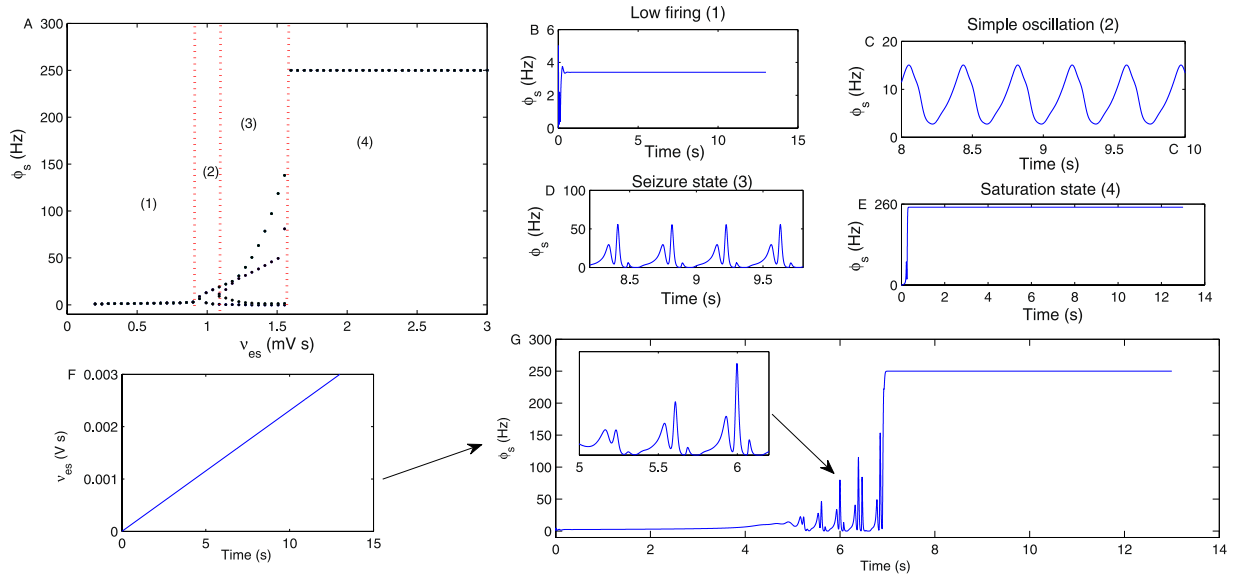 A
300
250
200
150
100
50
0
ϕs (Hz)
(1)
(2)
(3)
(4)
0 0.5 1 1.5 2 2.5 3
νes (mV s)
Low firing (1)
B
6
4
2
0
ϕs (Hz)
0 5 10 15
Time (s)
Simple oscillation (2)
C
20
10
0
ϕs (Hz)
8 8.5 9 9.5 C 10
Time (s)
Seizure state (3)
D
100
50
0
ϕs (Hz)
8.5 9 9.5
Time (s)
Saturation state (4)
E
260
0
ϕs (Hz)
0 2 4 6 8 10 12 14
Time (s)
F
0.003
0.002
0.001
0
νes (V s)
0 5 10 15
Time (s)
G
300
250
200
150
100
50
0
ϕs (Hz)
5 5.5 6
0 2 4 6 8 10 12 14
Time (s)